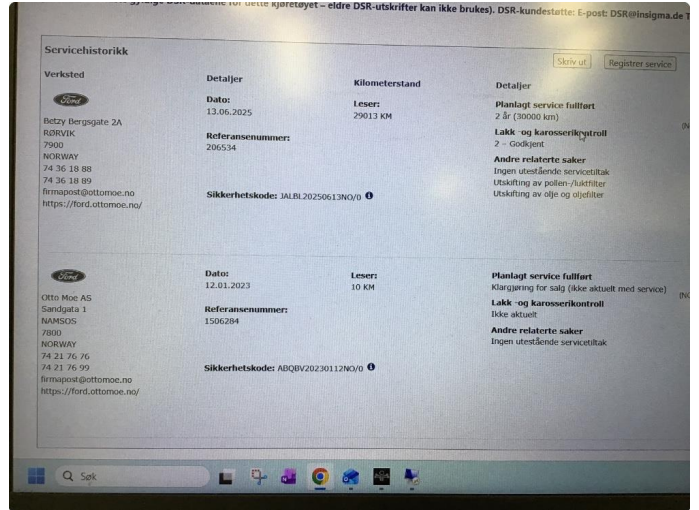 for dette kjøretøyet – eldre DSR-utskrifter kan ikke brukes). DSR-kundestøtte: E-post: DSR@insigma.de T
Servicehistorikk
Skriv ut
Registrer service
Verksted
Detaljer
Kilometerstand
Detaljer
Ford
Betzy Bergsgate 2A
RØRVIK
7900
NORWAY
74 36 18 88
74 36 18 89
firmapost@ottomoe.no
https://ford.ottomoe.no/
Dato:
13.06.2025
Referansenummer:
206534
Sikkerhetskode: JALBL20250613NO/0
Leser:
29013 KM
Planlagt service fullført
2 år (30000 km)
Lakk -og karosserikontroll
2 - Godkjent
Andre relaterte saker
Ingen utestående servicetiltak
Utskifting av pollen-/luktfilter
Utskifting av olje og oljefilter
Ford
Otto Moe AS
Sandgata 1
NAMSOS
7800
NORWAY
74 21 76 76
74 21 76 99
firmapost@ottomoe.no
https://ford.ottomoe.no/
Dato:
12.01.2023
Referansenummer:
1506284
Sikkerhetskode: ABQBV20230112NO/0
Leser:
10 KM
Planlagt service fullført
Klargjøring for salg (ikke aktuelt med service)
Lakk -og karosserikontroll
Ikke aktuelt
Andre relaterte saker
Ingen utestående servicetiltak
Søk